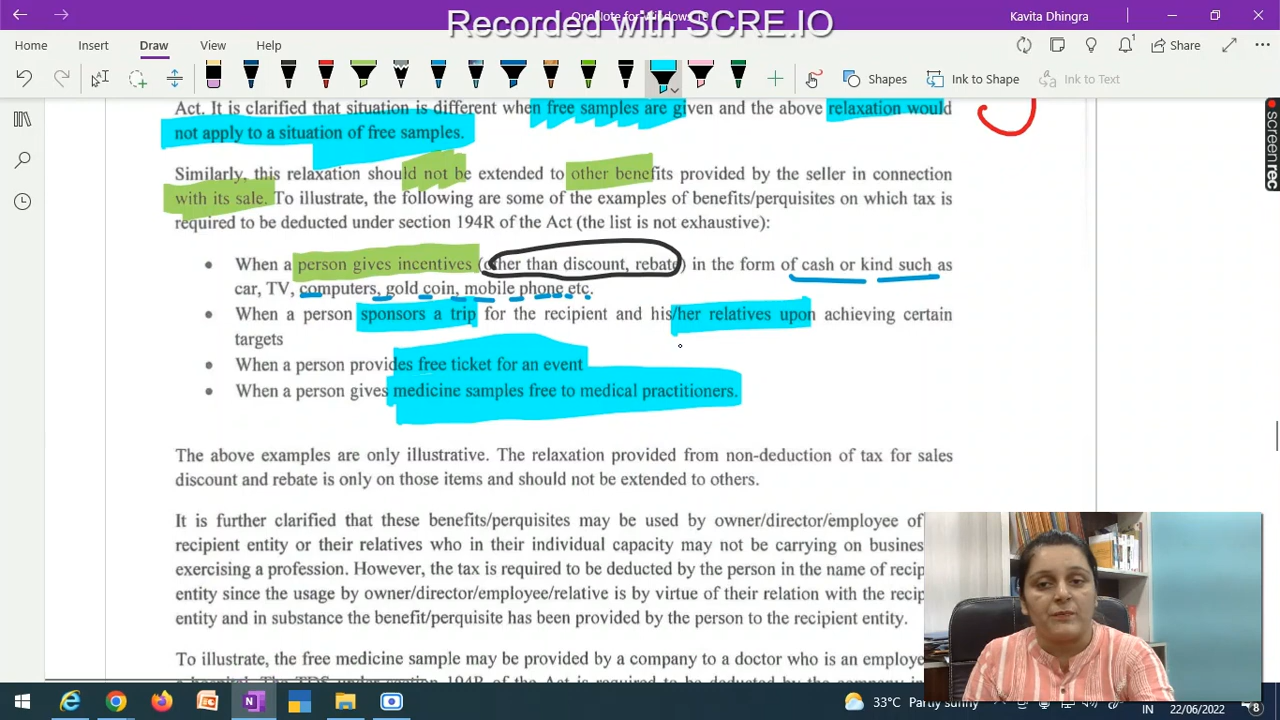 OneNote for Windows 10
Recorded with SCRE.IO
Kavita Dhingra
Home Insert Draw View Help
Share
Shapes
Ink to Shape
Ink to Text
Act. It is clarified that situation is different when free samples are given and the above relaxation would
not apply to a situation of free samples.
Similarly, this relaxation should not be extended to other benefits provided by the seller in connection
with its sale. To illustrate, the following are some of the examples of benefits/perquisites on which tax is
required to be deducted under section 194R of the Act (the list is not exhaustive):
• When a person gives incentives (other than discount, rebate) in the form of cash or kind such as
car, TV, computers, gold coin, mobile phone etc.
• When a person sponsors a trip for the recipient and his/her relatives upon achieving certain
targets
• When a person provides free ticket for an event
• When a person gives medicine samples free to medical practitioners.
The above examples are only illustrative. The relaxation provided from non-deduction of tax for sales
discount and rebate is only on those items and should not be extended to others.
It is further clarified that these benefits/perquisites may be used by owner/director/employee of
recipient entity or their relatives who in their individual capacity may not be carrying on busines
exercising a profession. However, the tax is required to be deducted by the person in the name of recip
entity since the usage by owner/director/employee/relative is by virtue of their relation with the recip
entity and in substance the benefit/perquisite has been provided by the person to the recipient entity.
To illustrate, the free medicine sample may be provided by a company to a doctor who is an employe
screenrec
33°C Partly sunny
IN
22/06/2022
8